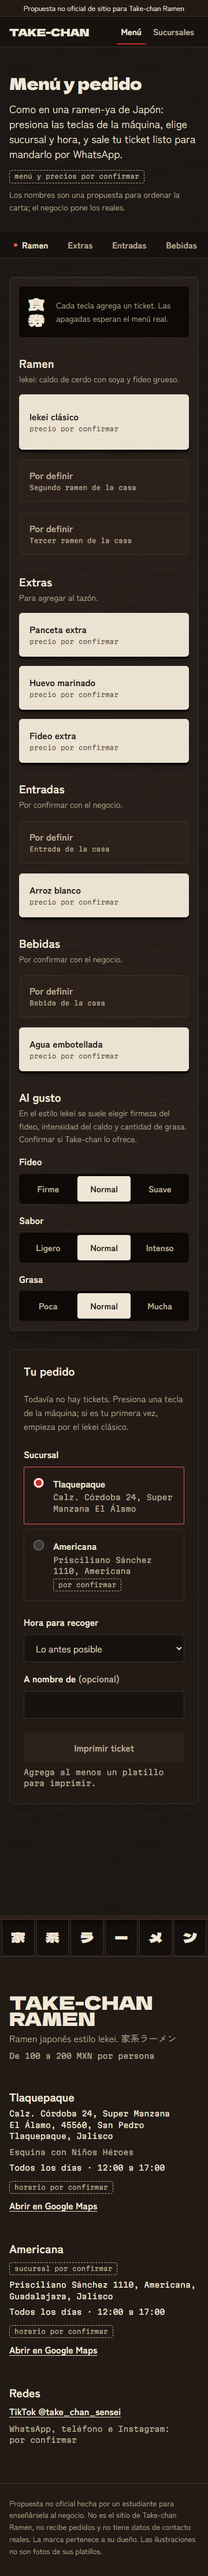 Propuesta no oficial de sitio para Take-chan Ramen
TAKE-CHAN
Menú
Sucursales
Menú y pedido
Como en una ramen-ya de Japón:
presionas las teclas de la máquina, elige
sucursal y hora, y sale tu ticket listo para
mandarlo por WhatsApp.
menú y precios por confirmar
Los nombres son una propuesta para ordenar la
carta; el negocio pone los reales.
Ramen
Extras
Entradas
Bebidas
家
系
Cada tecla agrega un ticket. Las
apagadas esperan el menú real.
Ramen
Iekei: caldo de cerdo con soya y fideo grueso.
Iekei clásico
precio por confirmar
Por definir
Segundo ramen de la casa
Por definir
Tercer ramen de la casa
Extras
Para agregar al tazón.
Panceta extra
precio por confirmar
Huevo marinado
precio por confirmar
Fideo extra
precio por confirmar
Entradas
Por confirmar con el negocio.
Por definir
Entrada de la casa
Arroz blanco
precio por confirmar
Bebidas
Por confirmar con el negocio.
Por definir
Bebida de la casa
Agua embotellada
precio por confirmar
Al gusto
En el estilo Iekei se suele elegir firmeza del
fideo, intensidad del caldo y cantidad de grasa.
Confirmar si Take-chan lo ofrece.
Fideo
Firme
Normal
Suave
Sabor
Ligero
Normal
Intenso
Grasa
Poca
Normal
Mucha
Tu pedido
Todavía no hay tickets. Presiona una tecla
de la máquina; si es tu primera vez,
empieza por el Iekei clásico.
Sucursal
Tlaquepaque
Calz. Córdoba 24, Super
Manzana El Álamo
Americana
Prisciliano Sánchez
1110, Americana
por confirmar
Hora para recoger
Lo antes posible
A nombre de (opcional)
Imprimir ticket
Agrega al menos un platillo
para imprimir.
家
系
ラ
ー
メ
ン
TAKE-CHAN
RAMEN
Ramen japonés estilo Iekei. 家系ラーメン
De 100 a 200 MXN por persona
Tlaquepaque
Calz. Córdoba 24, Super Manzana
El Álamo, 45560, San Pedro
Tlaquepaque, Jalisco
Esquina con Niños Héroes
Todos los días · 12:00 a 17:00
horario por confirmar
Abrir en Google Maps
Americana
sucursal por confirmar
Prisciliano Sánchez 1110, Americana,
Guadalajara, Jalisco
Todos los días · 12:00 a 17:00
horario por confirmar
Abrir en Google Maps
Redes
TikTok @take_chan_sensei
WhatsApp, teléfono e Instagram:
por confirmar
Propuesta no oficial hecha por un estudiante para
enseñársela al negocio. No es el sitio de Take-chan
Ramen, no recibe pedidos y no tiene datos de contacto
reales. La marca pertenece a su dueño. Las ilustraciones
no son fotos de sus platillos.